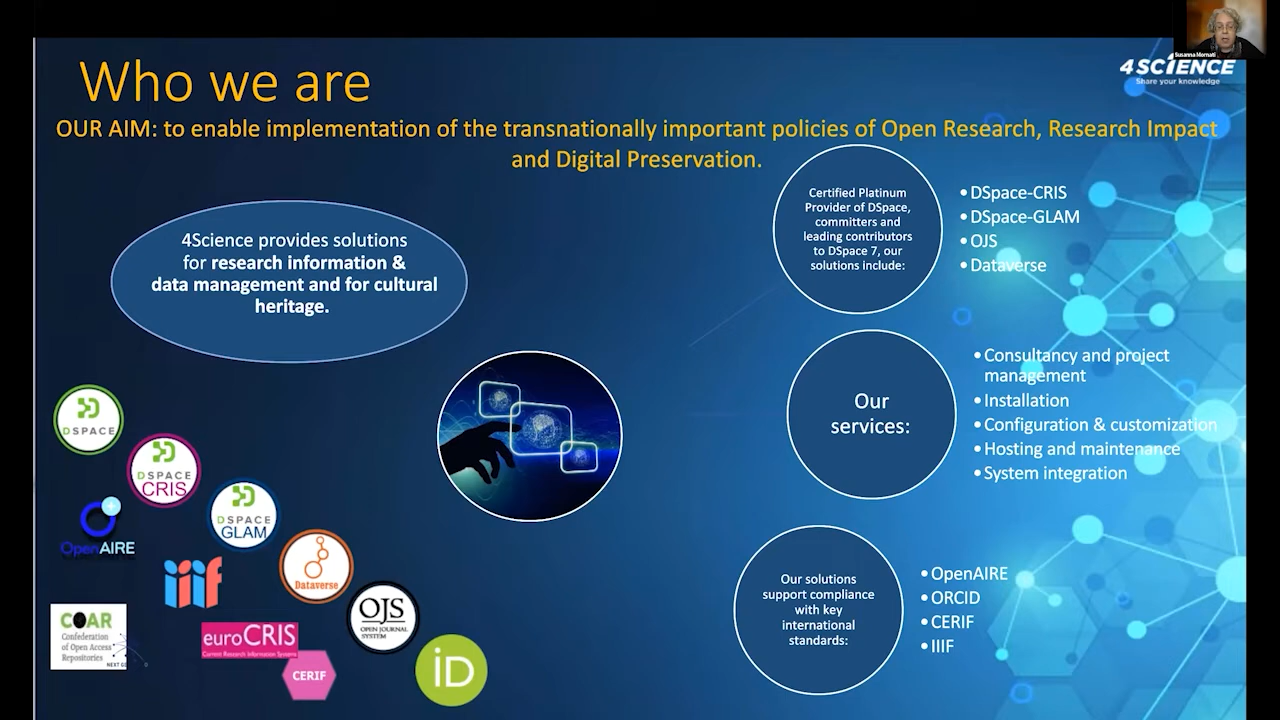 Susanna Mornati
4SCIENCE
Share your knowledge
Who we are
OUR AIM: to enable implementation of the transnationally important policies of Open Research, Research Impact
and Digital Preservation.
4Science provides solutions
for research information &
data management and for cultural
heritage.
Certified Platinum
Provider of DSpace,
committers and
leading contributors
to DSpace 7, our
solutions include:
•DSpace-CRIS
•DSpace-GLAM
•OJS
•Dataverse
Our
services:
•Consultancy and project
management
•Installation
•Configuration & customization
•Hosting and maintenance
•System integration
Our solutions
support compliance
with key
international
standards:
•OpenAIRE
•ORCID
•CERIF
•IIIF
DSPACE
DSPACE
CRIS
DSPACE
GLAM
OpenAIRE
iiif
Dataverse
OJS
OPEN JOURNAL
SYSTEM
COAR
Confederation
of Open Access
Repositories
euroCRIS
Current Research Information Systems
CERIF
iD